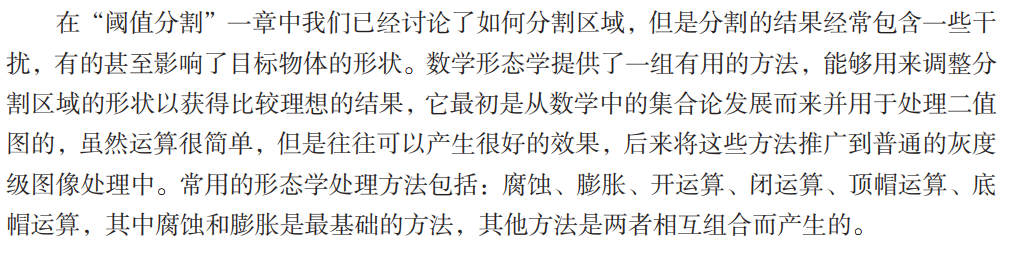 在“阈值分割”一章中我们已经讨论了如何分割区域，但是分割的结果经常包含一些干
扰，有的甚至影响了目标物体的形状。数学形态学提供了一组有用的方法，能够用来调整分
割区域的形状以获得比较理想的结果，它最初是从数学中的集合论发展而来并用于处理二值
图的，虽然运算很简单，但是往往可以产生很好的效果，后来将这些方法推广到普通的灰度
级图像处理中。常用的形态学处理方法包括：腐蚀、膨胀、开运算、闭运算、顶帽运算、底
帽运算，其中腐蚀和膨胀是最基础的方法，其他方法是两者相互组合而产生的。